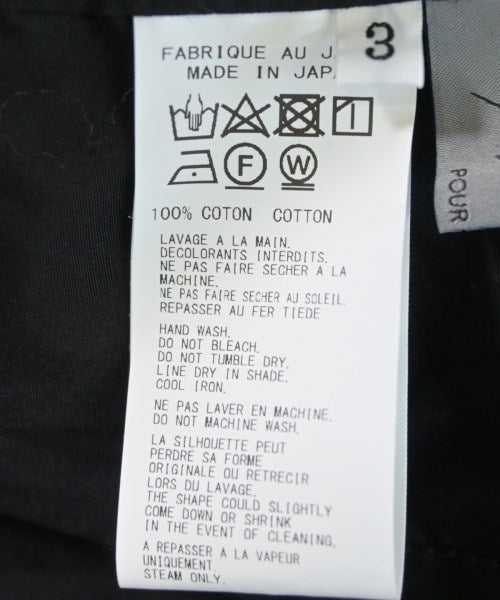 FABRIQUE AU J
MADE IN JAP
3
F W
100% COTON COTTON
LAVAGE A LA MAIN.
DECOLORANTS INTERDITS.
NE PAS FAIRE SECHER A LA
MACHINE.
NE PAS FAIRE SECHER AU SOLEIL.
REPASSER AU FER TIEDE
HAND WASH.
DO NOT BLEACH.
DO NOT TUMBLE DRY.
LINE DRY IN SHADE.
COOL IRON.
NE PAS LAVER EN MACHINE.
DO NOT MACHINE WASH.
LA SILHOUETTE PEUT
PERDRE SA FORME
ORIGINALE OU RETRECIR
LORS DU LAVAGE.
THE SHAPE COULD SLIGHTLY
COME DOWN OR SHRINK
IN THE EVENT OF CLEANING.
A REPASSER A LA VAPEUR
UNIQUEMENT.
STEAM ONLY.
POUR